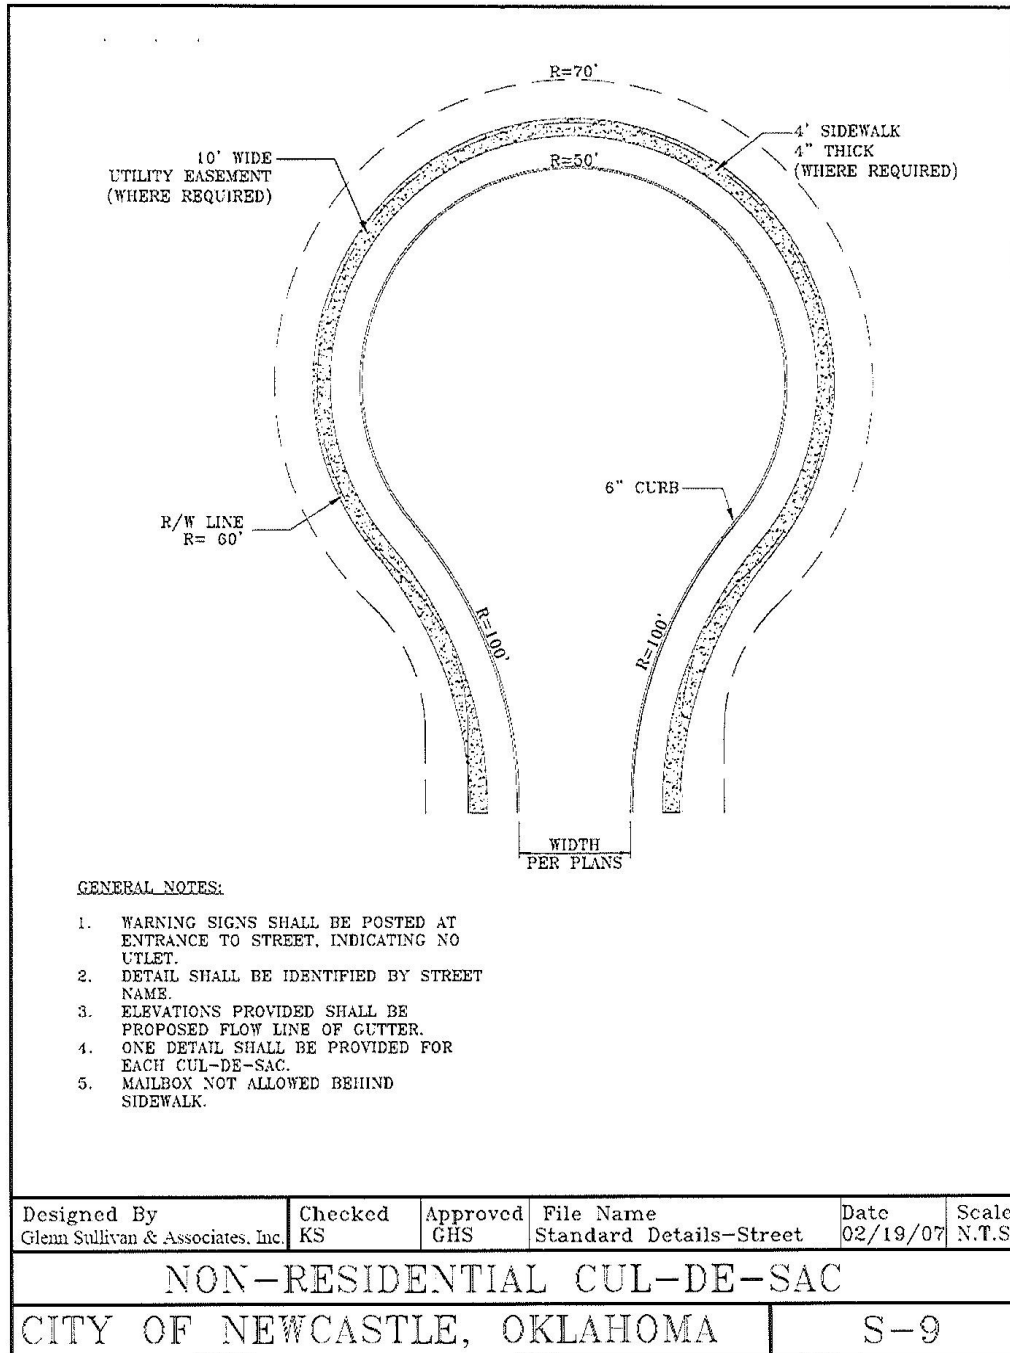 R=70'
4' SIDEWALK
4" THICK
(WHERE REQUIRED)
10' WIDE
UTILITY EASEMENT
(WHERE REQUIRED)
R=50'
6" CURB
R/W LINE
R= 60'
R=100'
R=100'
WIDTH
PER PLANS
GENERAL NOTES:
1. WARNING SIGNS SHALL BE POSTED AT
ENTRANCE TO STREET, INDICATING NO
UTLET.
2. DETAIL SHALL BE IDENTIFIED BY STREET
NAME.
3. ELEVATIONS PROVIDED SHALL BE
PROPOSED FLOW LINE OF GUTTER.
4. ONE DETAIL SHALL BE PROVIDED FOR
EACH CUL-DE-SAC.
5. MAILBOX NOT ALLOWED BEHIND
SIDEWALK.
Designed By Checked Approved File Name Date Scale
Glenn Sullivan & Associates, Inc. KS GHS Standard Details-Street 02/19/07 N.T.S
NON-RESIDENTIAL CUL-DE-SAC
CITY OF NEWCASTLE, OKLAHOMA S-9